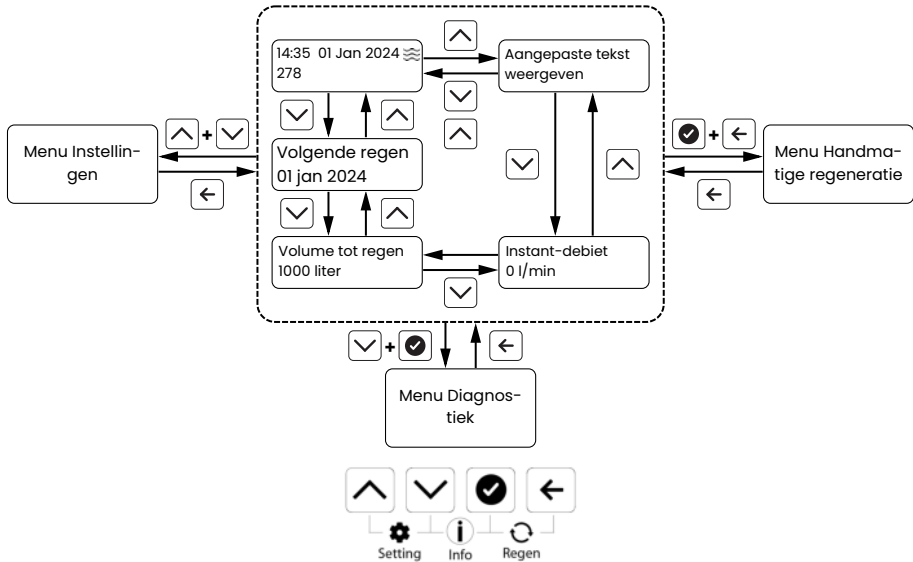 14:35 01 Jan 2024
278
Aangepaste tekst
weergeven
Menu Instellin-
gen
+
Volgende regen
01 jan 2024
+
Menu Handma-
tige regeneratie
Volume tot regen
1000 liter
Instant-debiet
0 l/min
+
Menu Diagnos-
tiek
Setting
Info
Regen